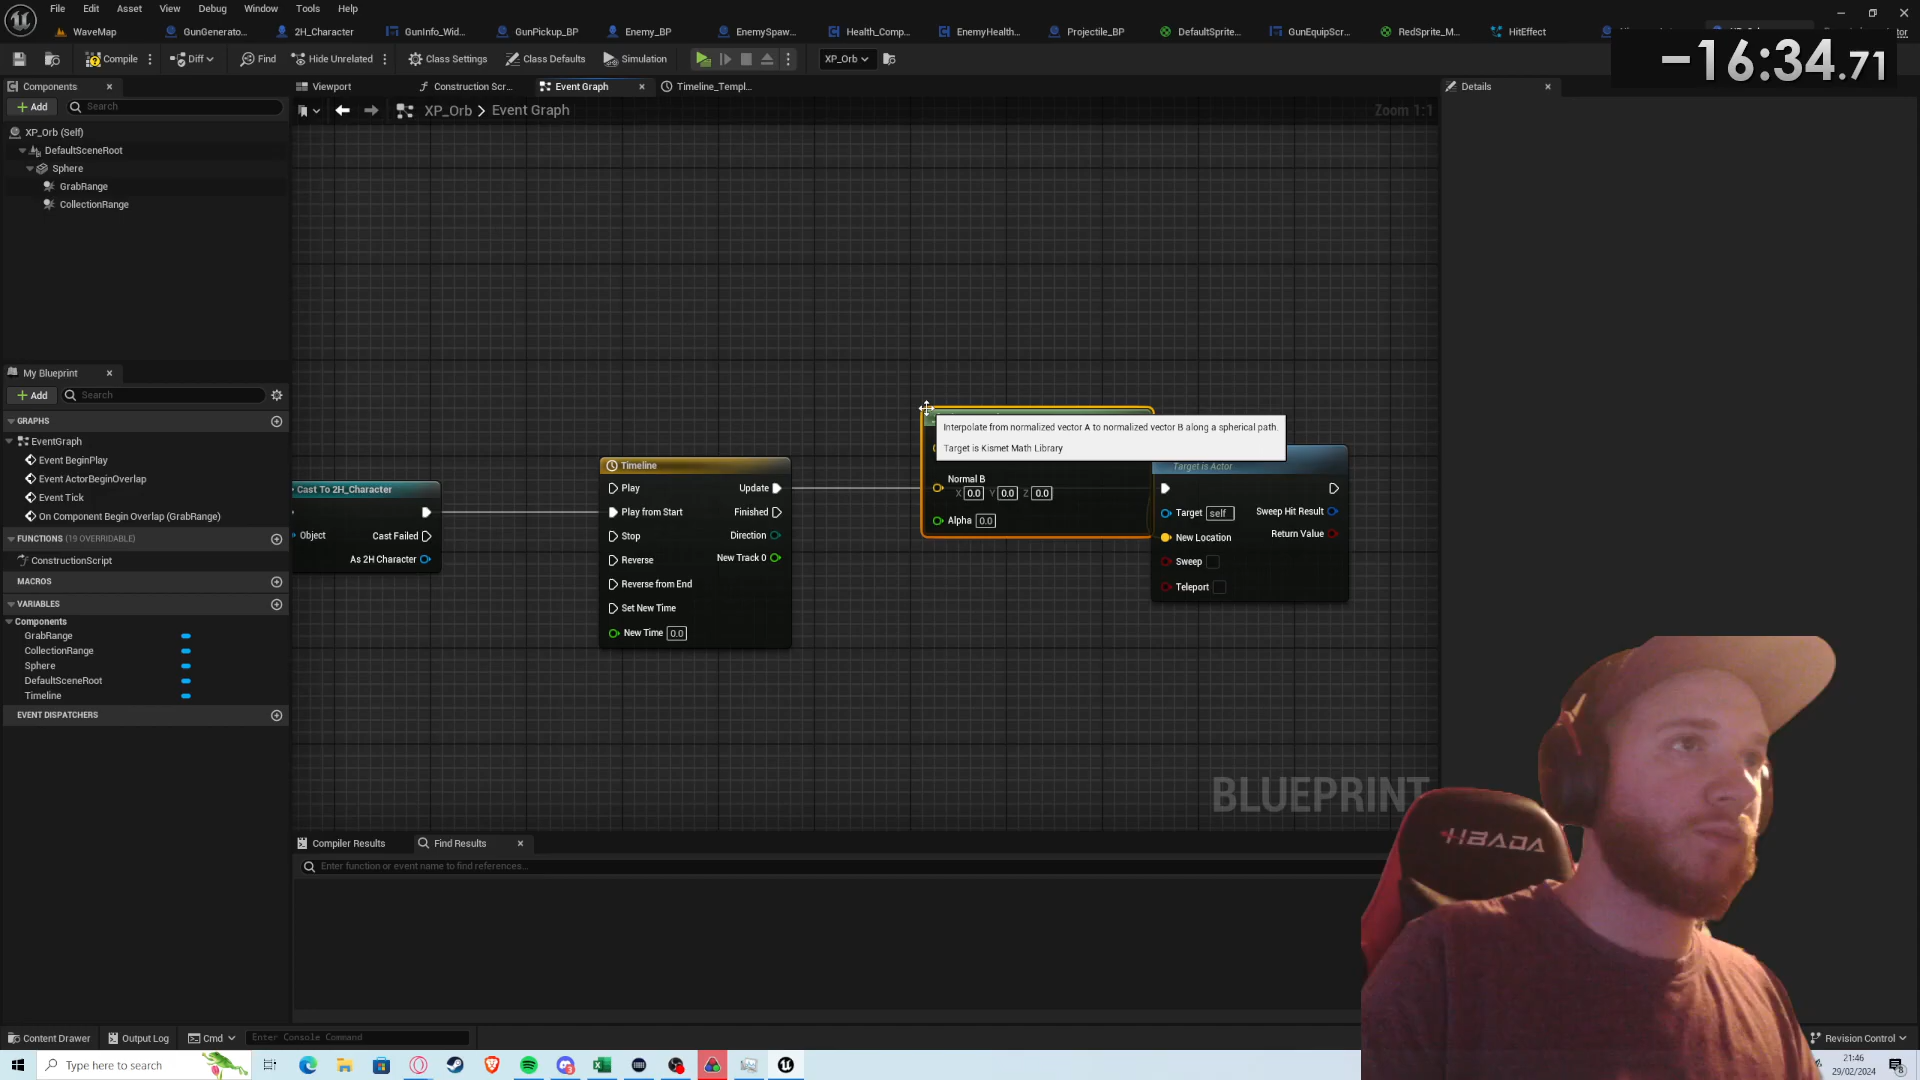 File Edit Asset View Debug Window Tools Help
WaveMap GunGenerato... 2H_Character GunInfo_Wid... GunPickup_BP Enemy_BP EnemySpaw... Health_Comp... EnemyHealth... Projectile_BP DefaultSprite... GunEquipScr... RedSprite_M... HitEffect
-16:34.71
Compile Diff Find Hide Unrelated Class Settings Class Defaults Simulation XP_Orb
Components
Viewport Construction Scr... Event Graph Timeline_Templ... Details
Add Search
XP_Orb > Event Graph Zoom 1:1
XP_Orb (Self)
DefaultSceneRoot
Sphere
GrabRange
CollectionRange
My Blueprint
Add Search
GRAPHS
EventGraph
Event BeginPlay
Event ActorBeginOverlap
Event Tick
On Component Begin Overlap (GrabRange)
FUNCTIONS (19 OVERRIDABLE)
ConstructionScript
MACROS
VARIABLES
Components
GrabRange
CollectionRange
Sphere
DefaultSceneRoot
Timeline
EVENT DISPATCHERS
Cast To 2H_Character
Object Cast Failed
As 2H Character
Timeline
Play Update
Play from Start Finished
Stop Direction
Reverse New Track 0
Reverse from End
Set New Time
New Time 0.0
Interpolate from normalized vector A to normalized vector B along a spherical path.
Target is Kismet Math Library
Normal B
X 0.0 Y 0.0 Z 0.0
Alpha 0.0
Target is Actor
Target self Sweep Hit Result
New Location Return Value
Sweep
Teleport
BLUEPRINT
Compiler Results Find Results
Enter function or event name to find references...
HIBADA
Content Drawer Output Log Cmd Enter Console Command Revision Control
Type here to search
21:46
29/02/2024